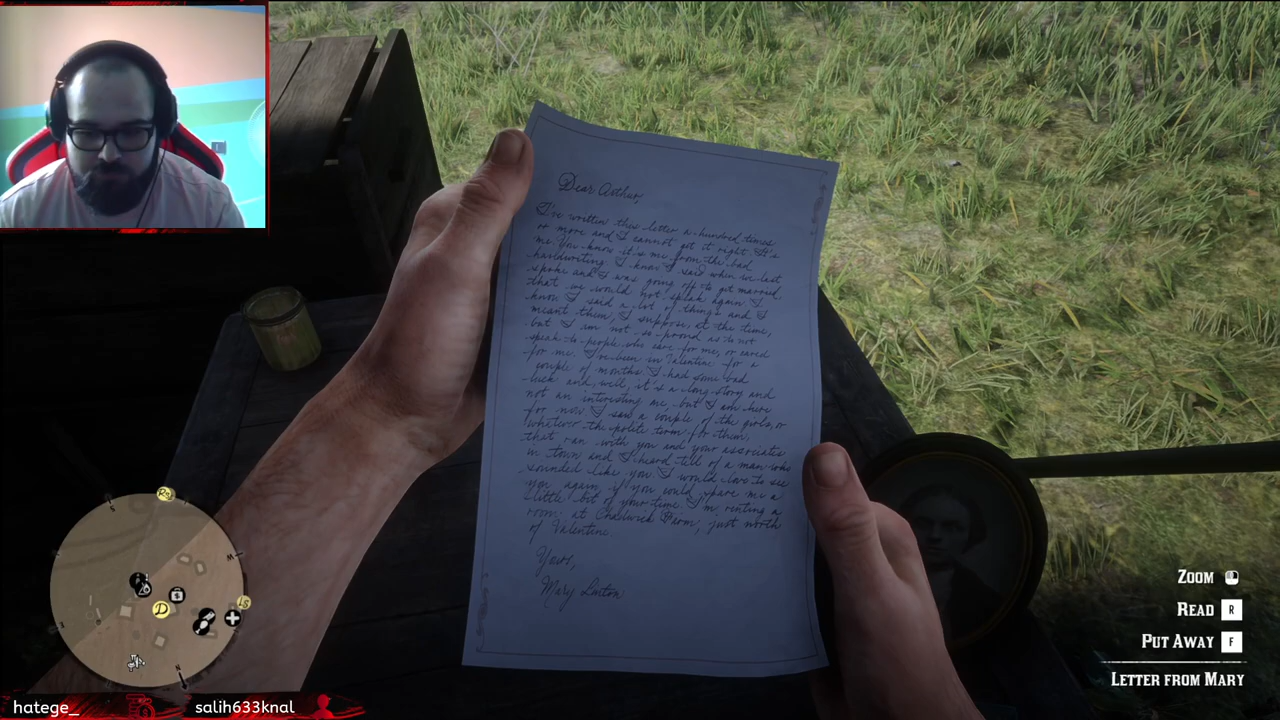 Dear Arthur,
I've written this letter a hundred times
or more and I cannot get it right. It's
me. You know it's me from the bad
handwriting. I know I said when we last
spoke and I was going off to get married
that we would not speak again. I
know I said a lot of things and I
meant them, I suppose, at the time,
but I am not so proud as to not
speak to people who care for me, or cared
for me. I've been in Valentine for a
couple of months. I had some bad
luck and, well, it's a long story and
not an interesting one, but I am here
for now. I saw a couple of the girls, or
whatever the polite term for them,
that ran with you and your associates
in town and I heard tell of a man who
sounded like you. I would love to see
you again if you would spare me a
little bit of your time. I'm renting a
room at Chadwick Farm, just north
of Valentine.
Yours,
Mary Linton
ZOOM
READ R
PUT AWAY F
LETTER FROM MARY
D
hatege_
salih633knal